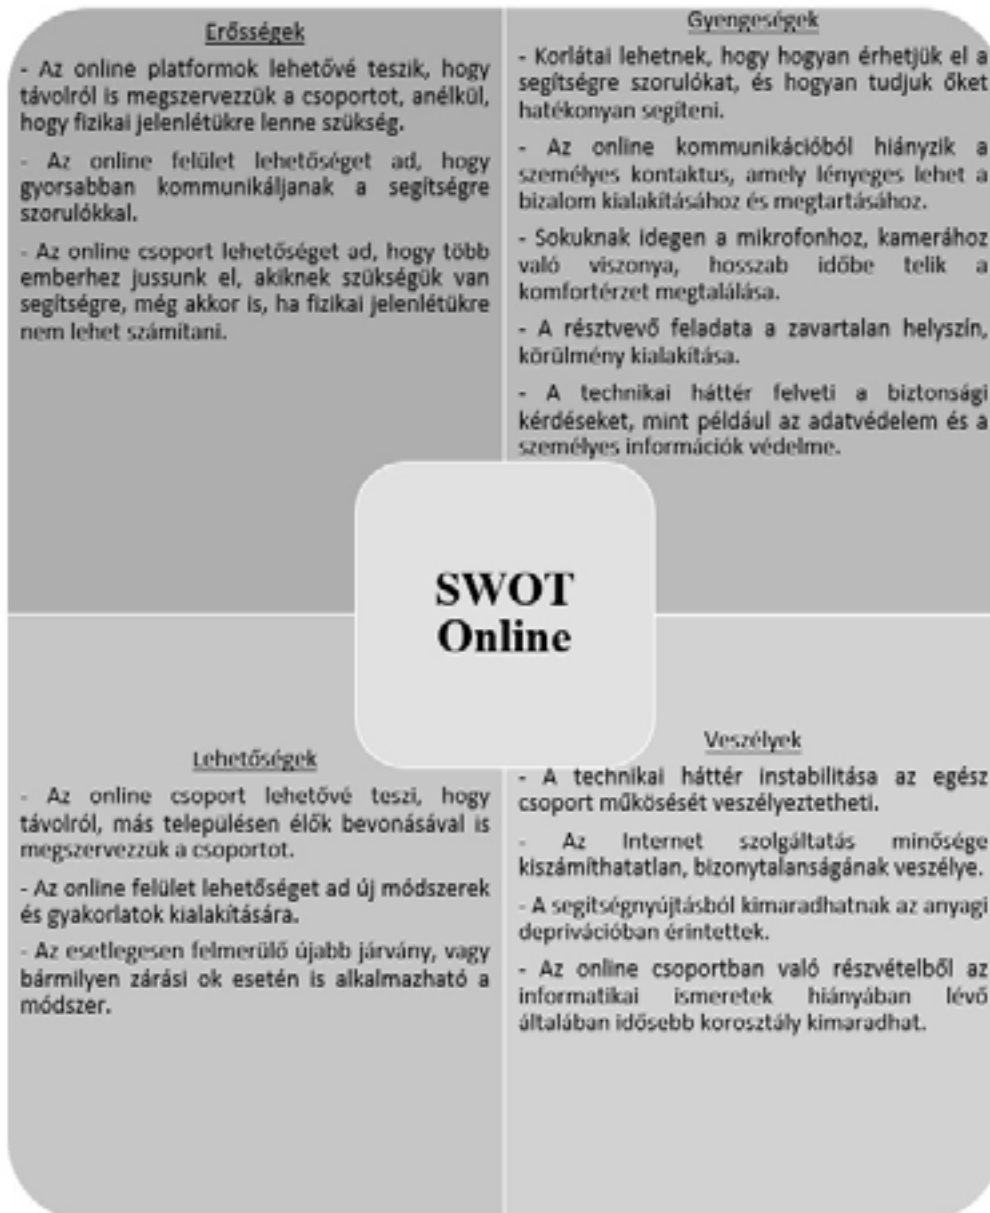 Erősségek
- Az online platformok lehetővé teszik, hogy
távolról is megszervezzük a csoportot, anélkül,
hogy fizikai jelenlétükre lenne szükség.
- Az online felület lehetőséget ad, hogy
gyorsabban kommunikáljanak a segítségre
szorulókkal.
- Az online csoport lehetőséget ad, hogy több
emberhez jussunk el, akiknek szükségük van
segítségre, még akkor is, ha fizikai jelenlétükre
nem lehet számítani.
Gyengeségek
- Korlátai lehetnek, hogy hogyan érhetjük el a
segítségre szorulókat, és hogyan tudjuk őket
hatékonyan segíteni.
- Az online kommunikációból hiányzik a
személyes kontaktus, amely lényeges lehet a
bizalom kialakításához és megtartásához.
- Sokuknak idegen a mikrofonhoz, kamerához
való viszonya, hosszab időbe telik a
komfortérzet megtalálása.
- A résztvevő feladata a zavartalan helyszín,
körülmény kialakítása.
- A technikai háttér felveti a biztonsági
kérdéseket, mint például az adatvédelem és a
személyes információk védelme.
SWOT
Online
Lehetőségek
- Az online csoport lehetővé teszi, hogy
távolról, más településen élők bevonásával is
megszervezzük a csoportot.
- Az online felület lehetőséget ad új módszerek
és gyakorlatok kialakítására.
- Az esetlegesen felmerülő újabb járvány, vagy
bármilyen zárási ok esetén is alkalmazható a
módszer.
Veszélyek
- A technikai háttér instabilitása az egész
csoport műkösését veszélyeztetheti.
- Az Internet szolgáltatás minősége
kiszámíthatatlan, bizonytalanságának veszélye.
- A segítségnyújtásból kimaradhatnak az anyagi
deprivációban érintettek.
- Az online csoportban való részvételből az
informatikai ismeretek hiányában lévő
általában idősebb korosztály kimaradhat.